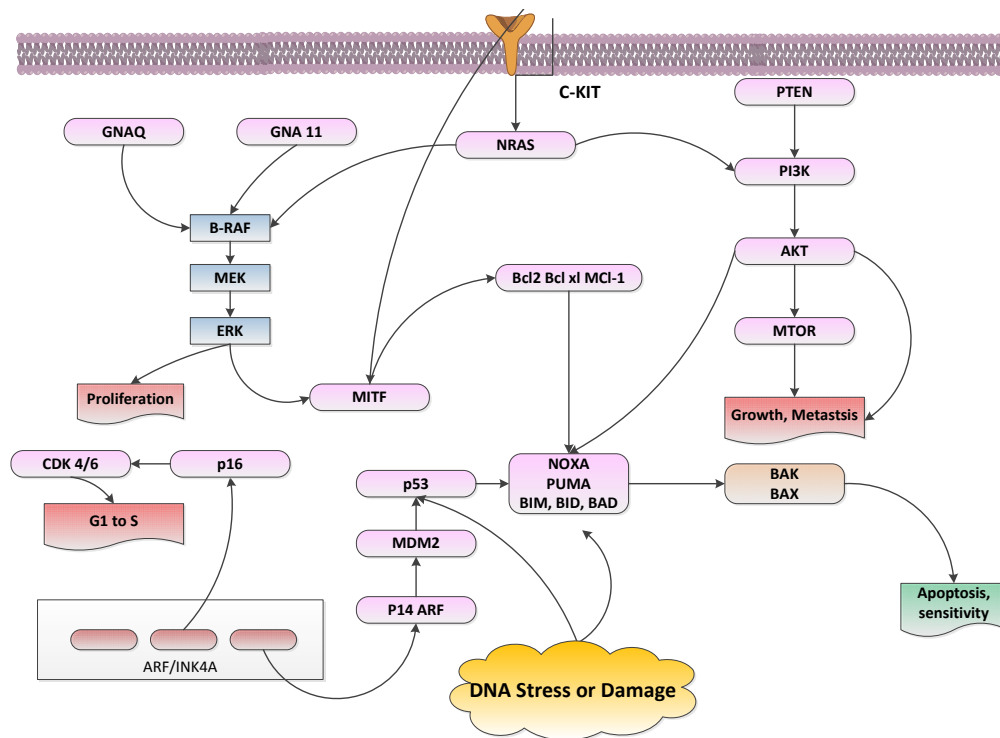 C-KIT
PTEN
GNAQ
GNA 11
NRAS
PI3K
B-RAF
MEK
ERK
Bcl2 Bcl xl MCl-1
AKT
MTOR
Proliferation
MITF
Growth, Metastsis
CDK 4/6
p16
p53
NOXA
PUMA
BIM, BID, BAD
BAK
BAX
G1 to S
MDM2
P14 ARF
Apoptosis,
sensitivity
ARF/INK4A
DNA Stress or Damage